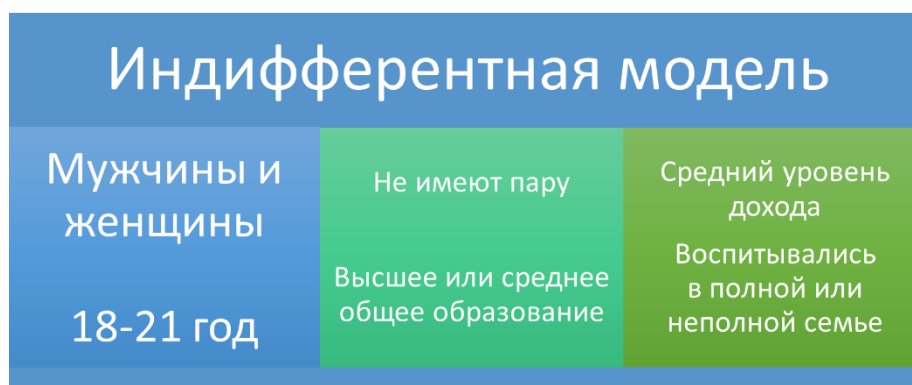 Индифферентная модель
Мужчины и
женщины
18-21 год
Не имеют пару
Высшее или среднее
общее образование
Средний уровень
дохода
Воспитывались
в полной или
неполной семье